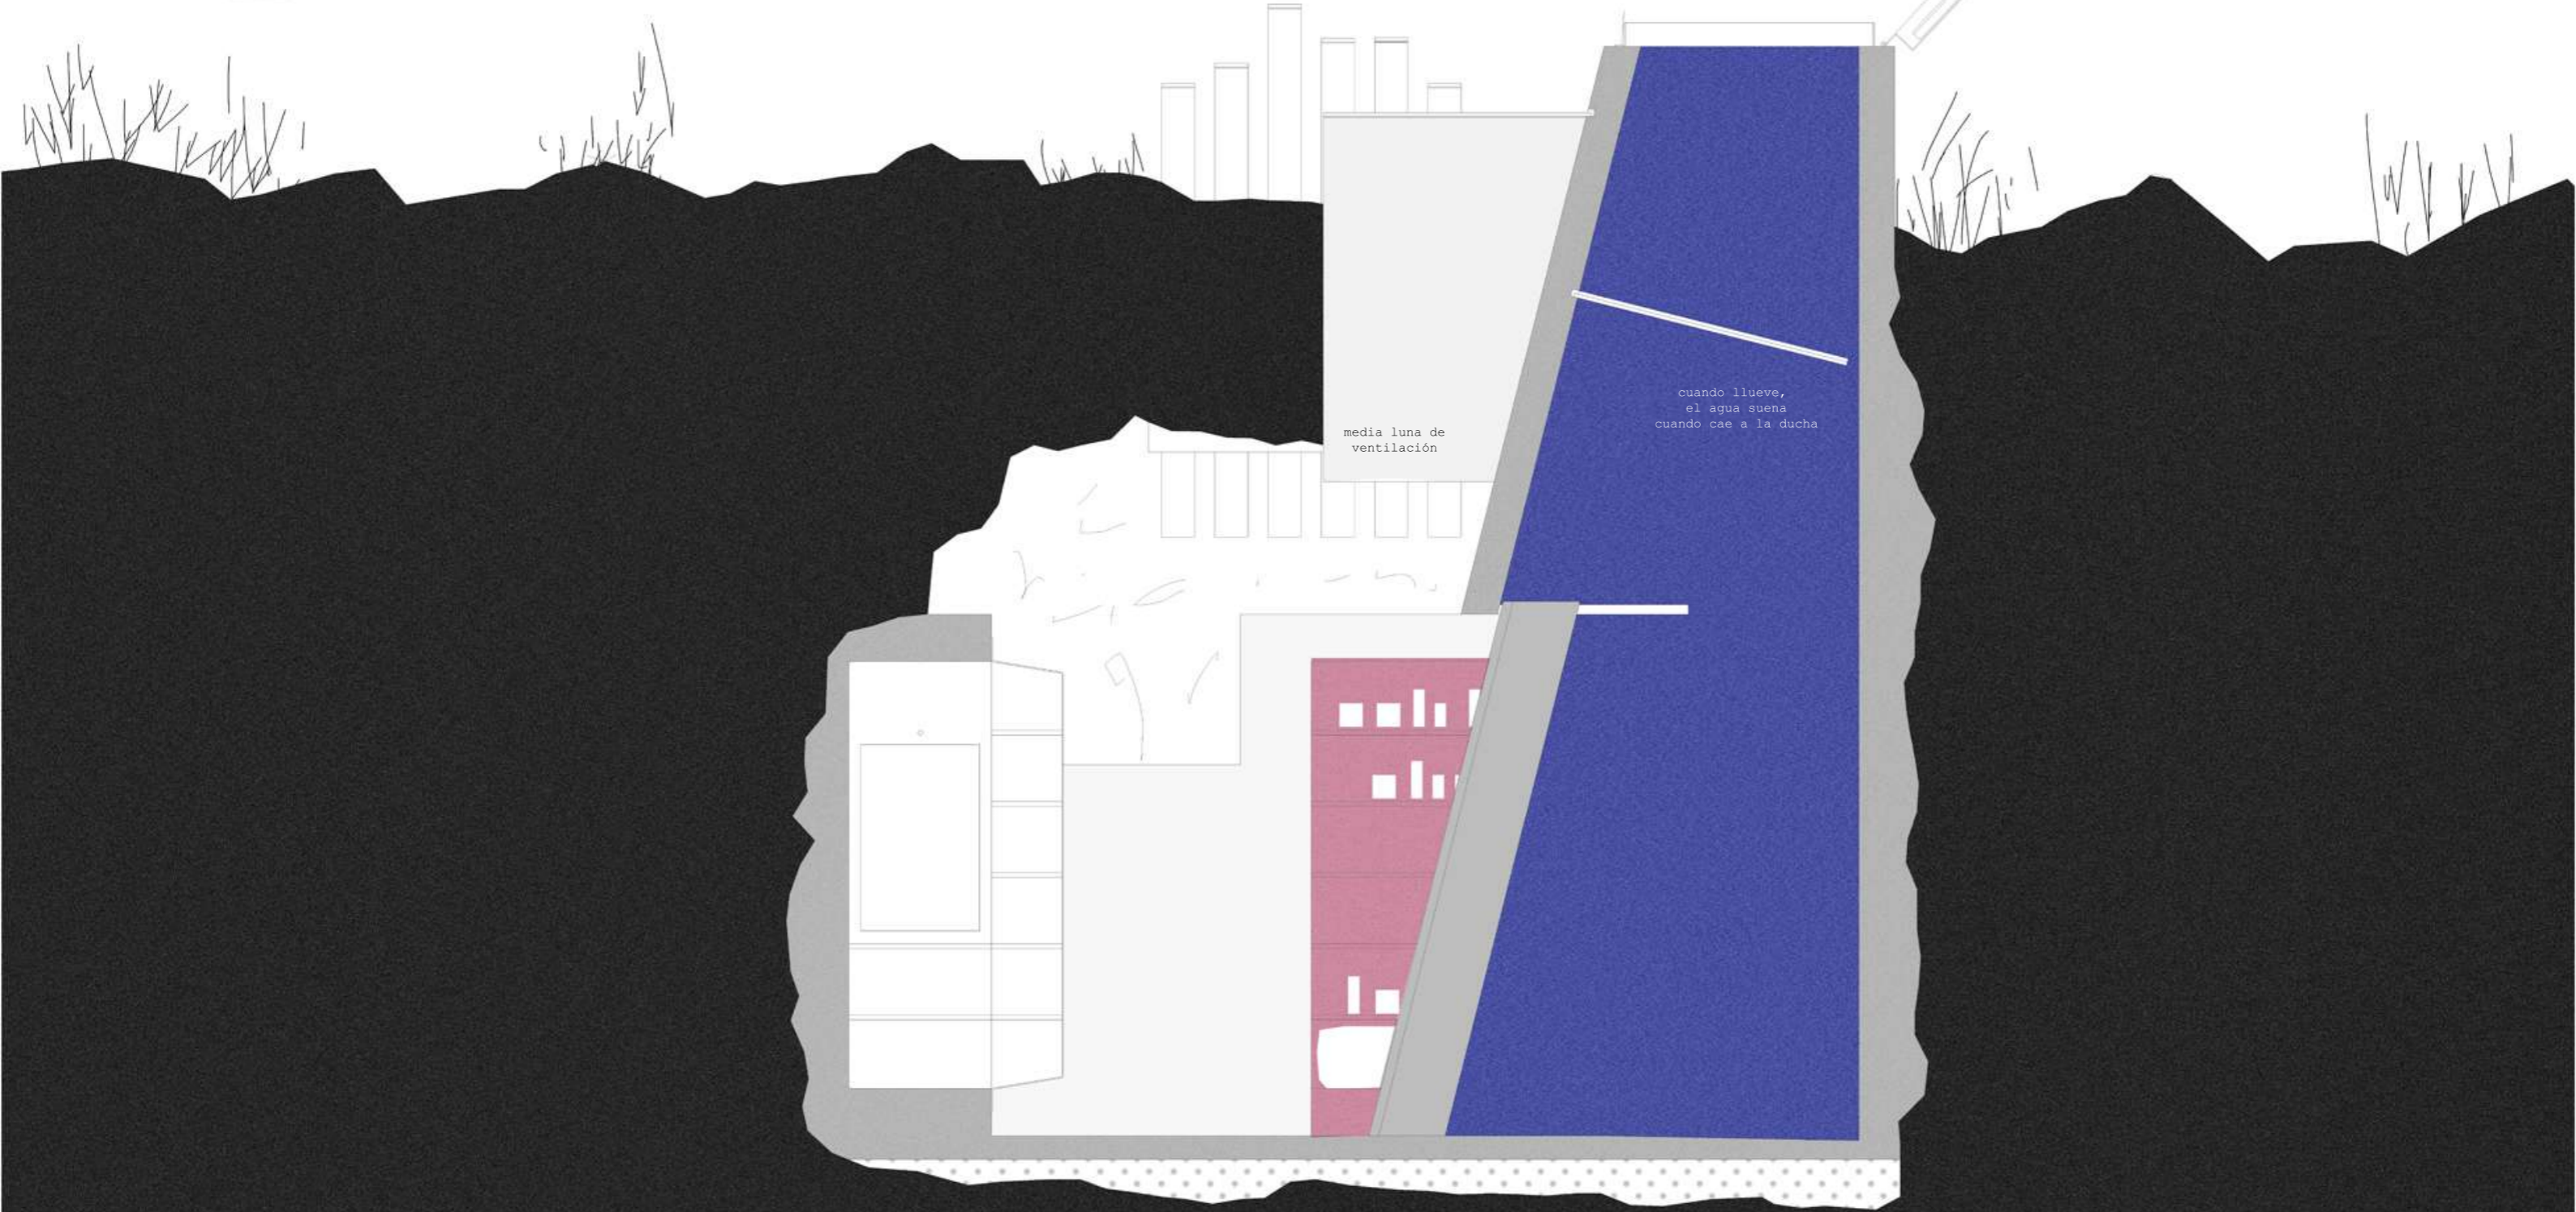 cuando llueve,
el agua suena
cuando cae a la ducha
media luna de
ventilación